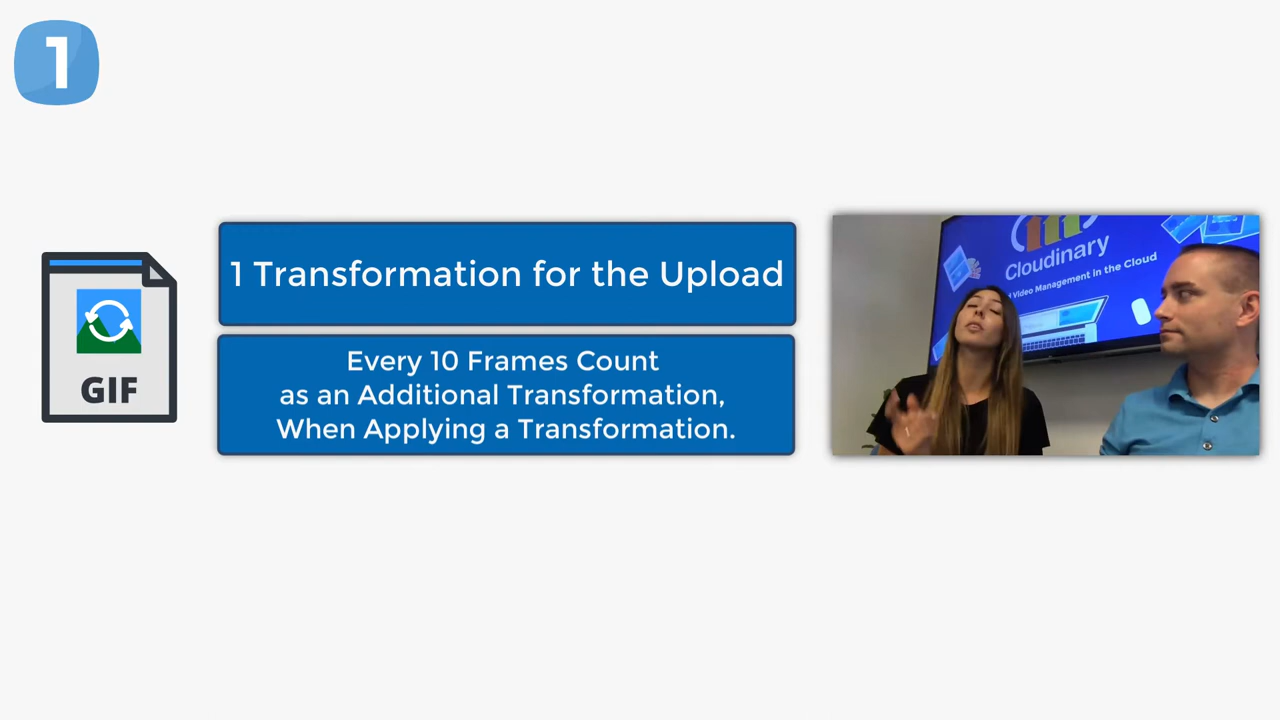 1
1 Transformation for the Upload
Every 10 Frames Count
as an Additional Transformation,
When Applying a Transformation.
GIF
Cloudinary
Video Management in the Cloud